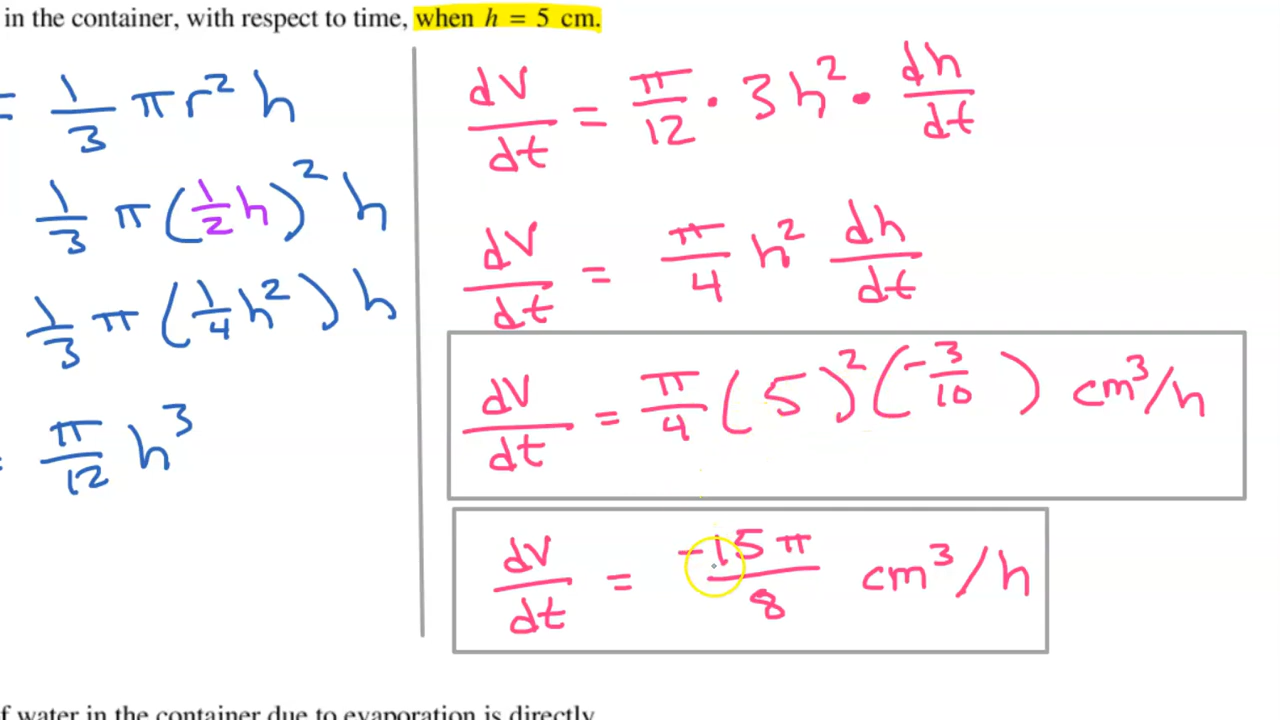 in the container, with respect to time, when h = 5 cm.
= 1/3 π r² h
1/3 π (1/2 h)² h
1/3 π (1/4 h²) h
= π/12 h³
dV/dt = π/12 · 3h² · dh/dt
dV/dt = π/4 h² dh/dt
dV/dt = π/4 (5)² (-3/10) cm³/h
dV/dt = -15π/8 cm³/h
f water in the container due to evaporation is directly